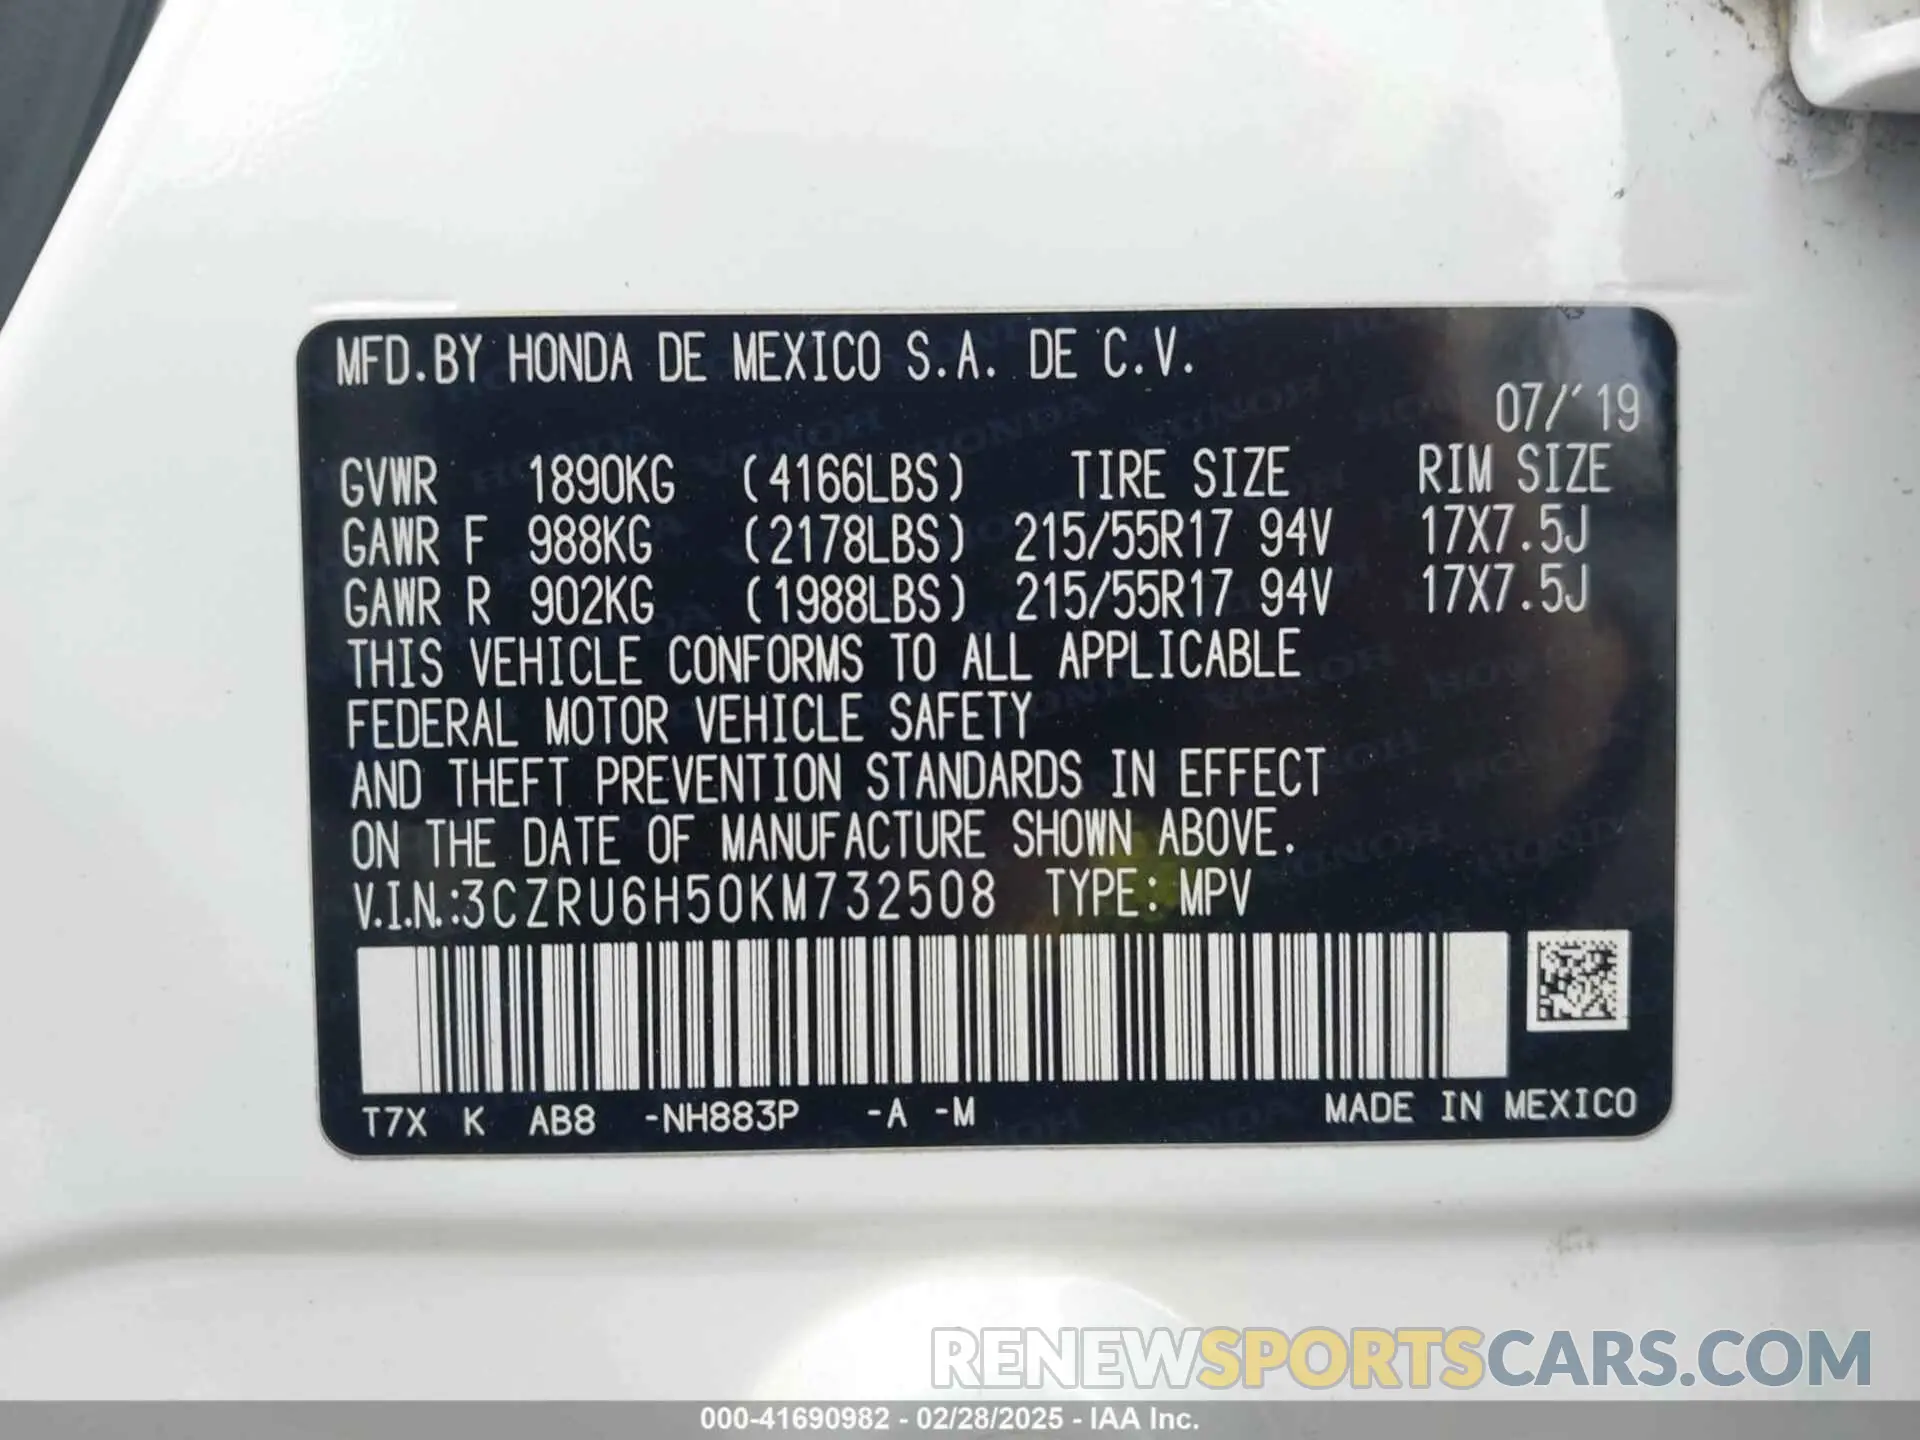 MFD.BY HONDA DE MEXICO S.A. DE C.V.
07/'19
GVWR 1890KG (4166LBS) TIRE SIZE RIM SIZE
GAWR F 988KG (2178LBS) 215/55R17 94V 17X7.5J
GAWR R 902KG (1988LBS) 215/55R17 94V 17X7.5J
THIS VEHICLE CONFORMS TO ALL APPLICABLE
FEDERAL MOTOR VEHICLE SAFETY
AND THEFT PREVENTION STANDARDS IN EFFECT
ON THE DATE OF MANUFACTURE SHOWN ABOVE.
V.I.N.:3CZRU6H50KM732508 TYPE: MPV
T7X K AB8 -NH883P -A -M MADE IN MEXICO
RENEWSPORTSCARS.COM
000-41690982 - 02/28/2025 - IAA Inc.